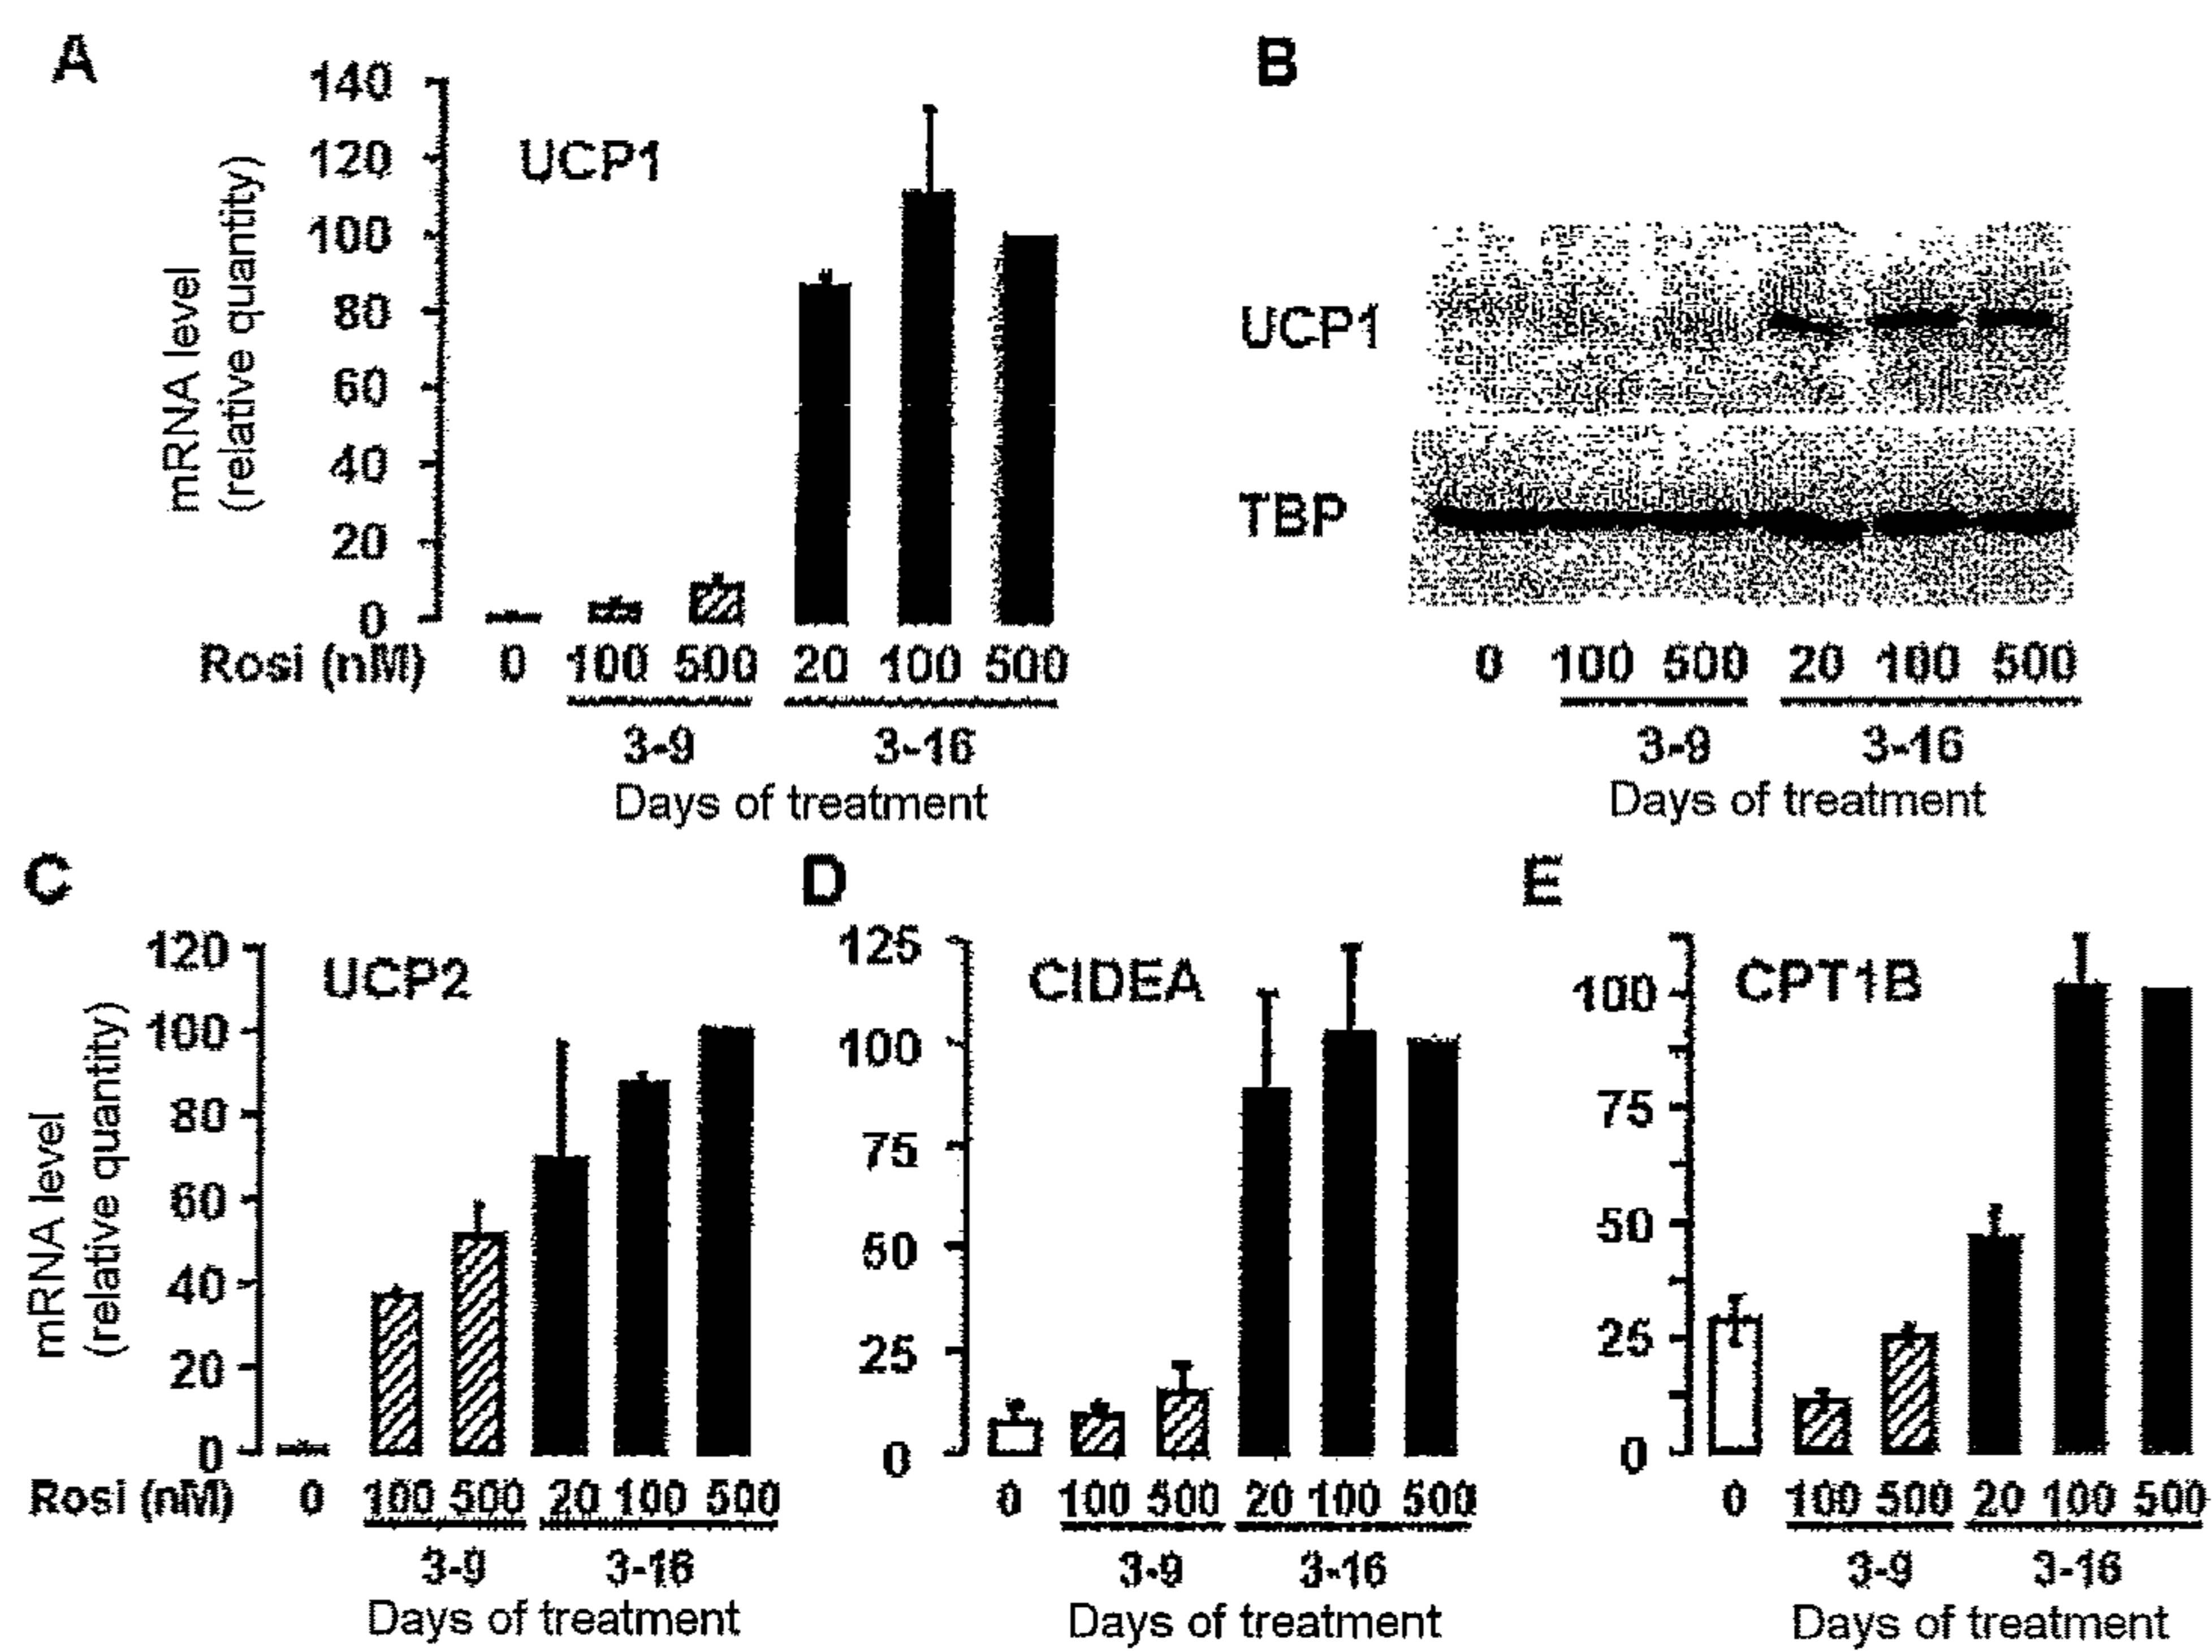 A
140
120
100
80
60
40
20
0
mRNA level
(relative quantity)
UCP1
Rosi (nM) 0 100 500 20 100 500
3-9 3-16
Days of treatment
B
UCP1
TBP
0 100 500 20 100 500
3-9 3-16
Days of treatment
C
120
100
80
60
40
20
0
mRNA level
(relative quantity)
UCP2
Rosi (nM) 0 100 500 20 100 500
3-9 3-16
Days of treatment
D
125
100
75
50
25
0
CIDEA
0 100 500 20 100 500
3-9 3-16
Days of treatment
E
100
75
50
25
0
CPT1B
0 100 500 20 100 500
3-9 3-16
Days of treatment